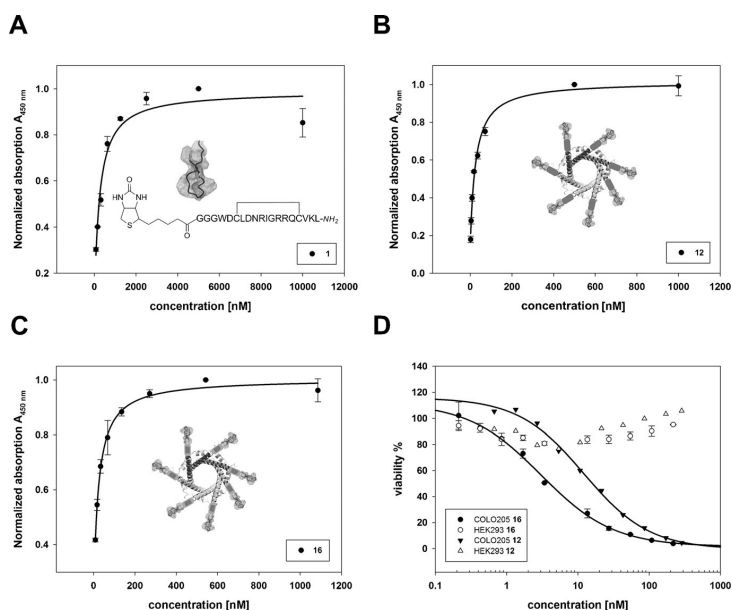 A
Normalized absorption A450 nm
1.0
0.8
0.6
0.4
0.2
0
2000
4000
6000
8000
10000
12000
concentration [nM]
O
HN
NH
S
O
GGGWDCLDNRIGRRQCVKL-NH2
1
B
Normalized absorption A450 nm
1.0
0.8
0.6
0.4
0.2
0.0
0
200
400
600
800
1000
concentration [nM]
12
C
Normalized absorption A450 nm
1.0
0.8
0.6
0.4
0
200
400
600
800
1000
1200
concentration [nM]
16
D
viability %
140
120
100
80
60
40
20
0
0.1
1
10
100
1000
concentration [nM]
COLO205 16
HEK293 16
COLO205 12
HEK293 12